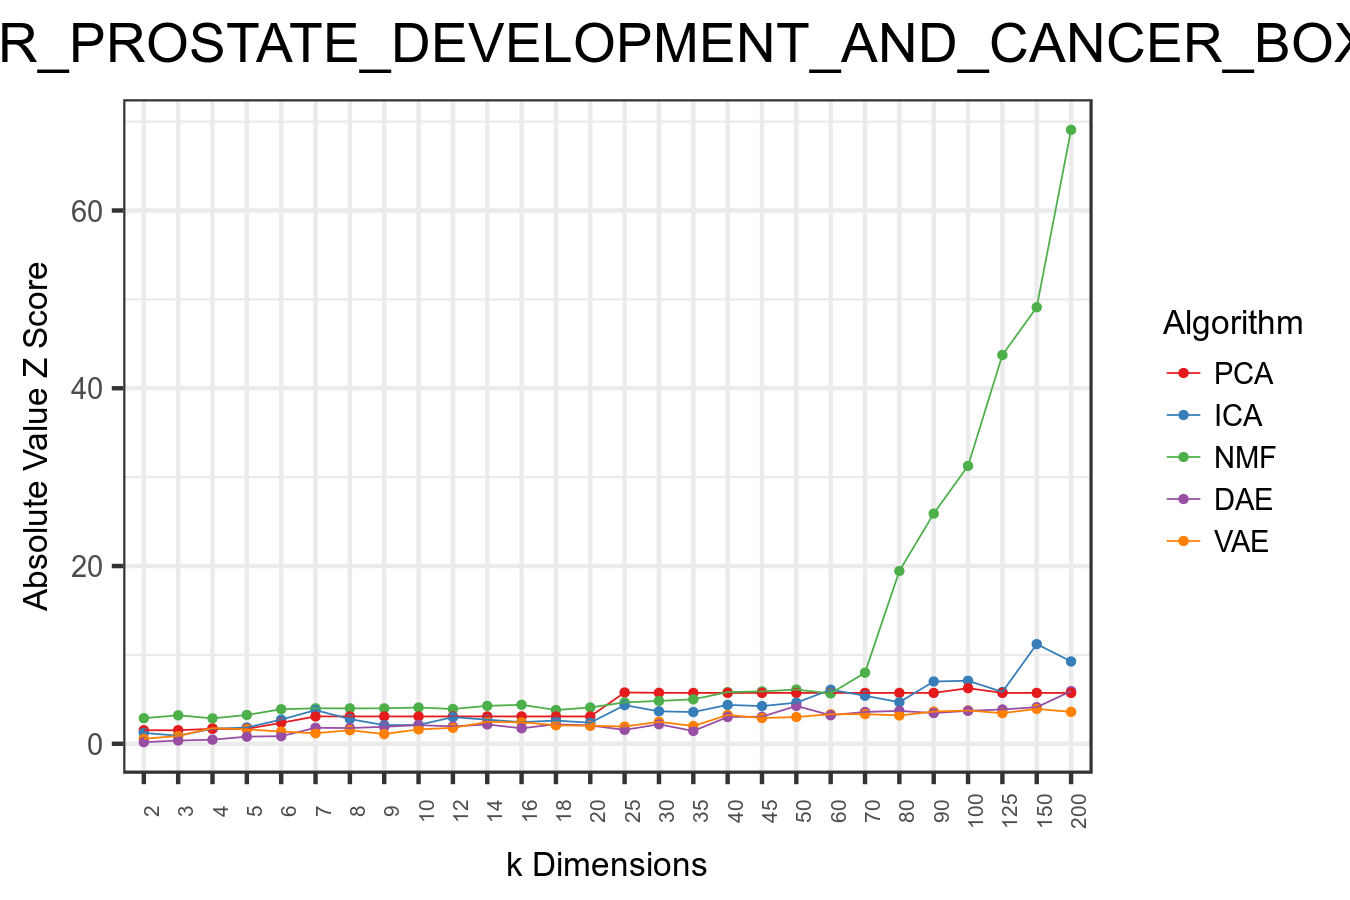 R_PROSTATE_DEVELOPMENT_AND_CANCER_BOX
60
40
20
0
Absolute Value Z Score
2 3 4 5 6 7 8 9 10 12 14 16 18 20 25 30 35 40 45 50 60 70 80 90 100 125 150 200
k Dimensions
Algorithm
PCA
ICA
NMF
DAE
VAE